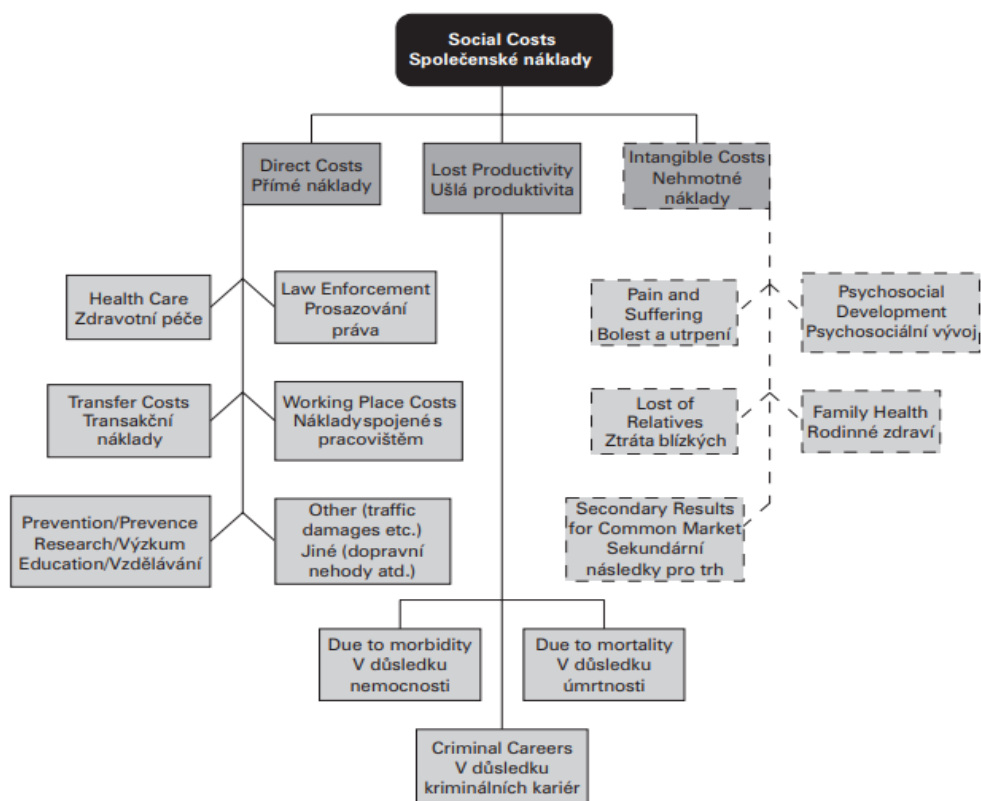 Social Costs
Společenské náklady
Direct Costs
Přímé náklady
Lost Productivity
Ušlá produktivita
Intangible Costs
Nehmotné
náklady
Health Care
Zdravotní péče
Law Enforcement
Prosazování
práva
Pain and
Suffering
Bolest a utrpení
Psychosocial
Development
Psychosociální vývoj
Transfer Costs
Transakční
náklady
Working Place Costs
Náklady spojené s
pracovištěm
Lost of
Relatives
Ztráta blízkých
Family Health
Rodinné zdraví
Prevention/Prevence
Research/Výzkum
Education/Vzdělávání
Other (traffic
damages etc.)
Jiné (dopravní
nehody atd.)
Secondary Results
for Common Market
Sekundární
následky pro trh
Due to morbidity
V důsledku
nemocnosti
Due to mortality
V důsledku
úmrtnosti
Criminal Careers
V důsledku
kriminálních kariér